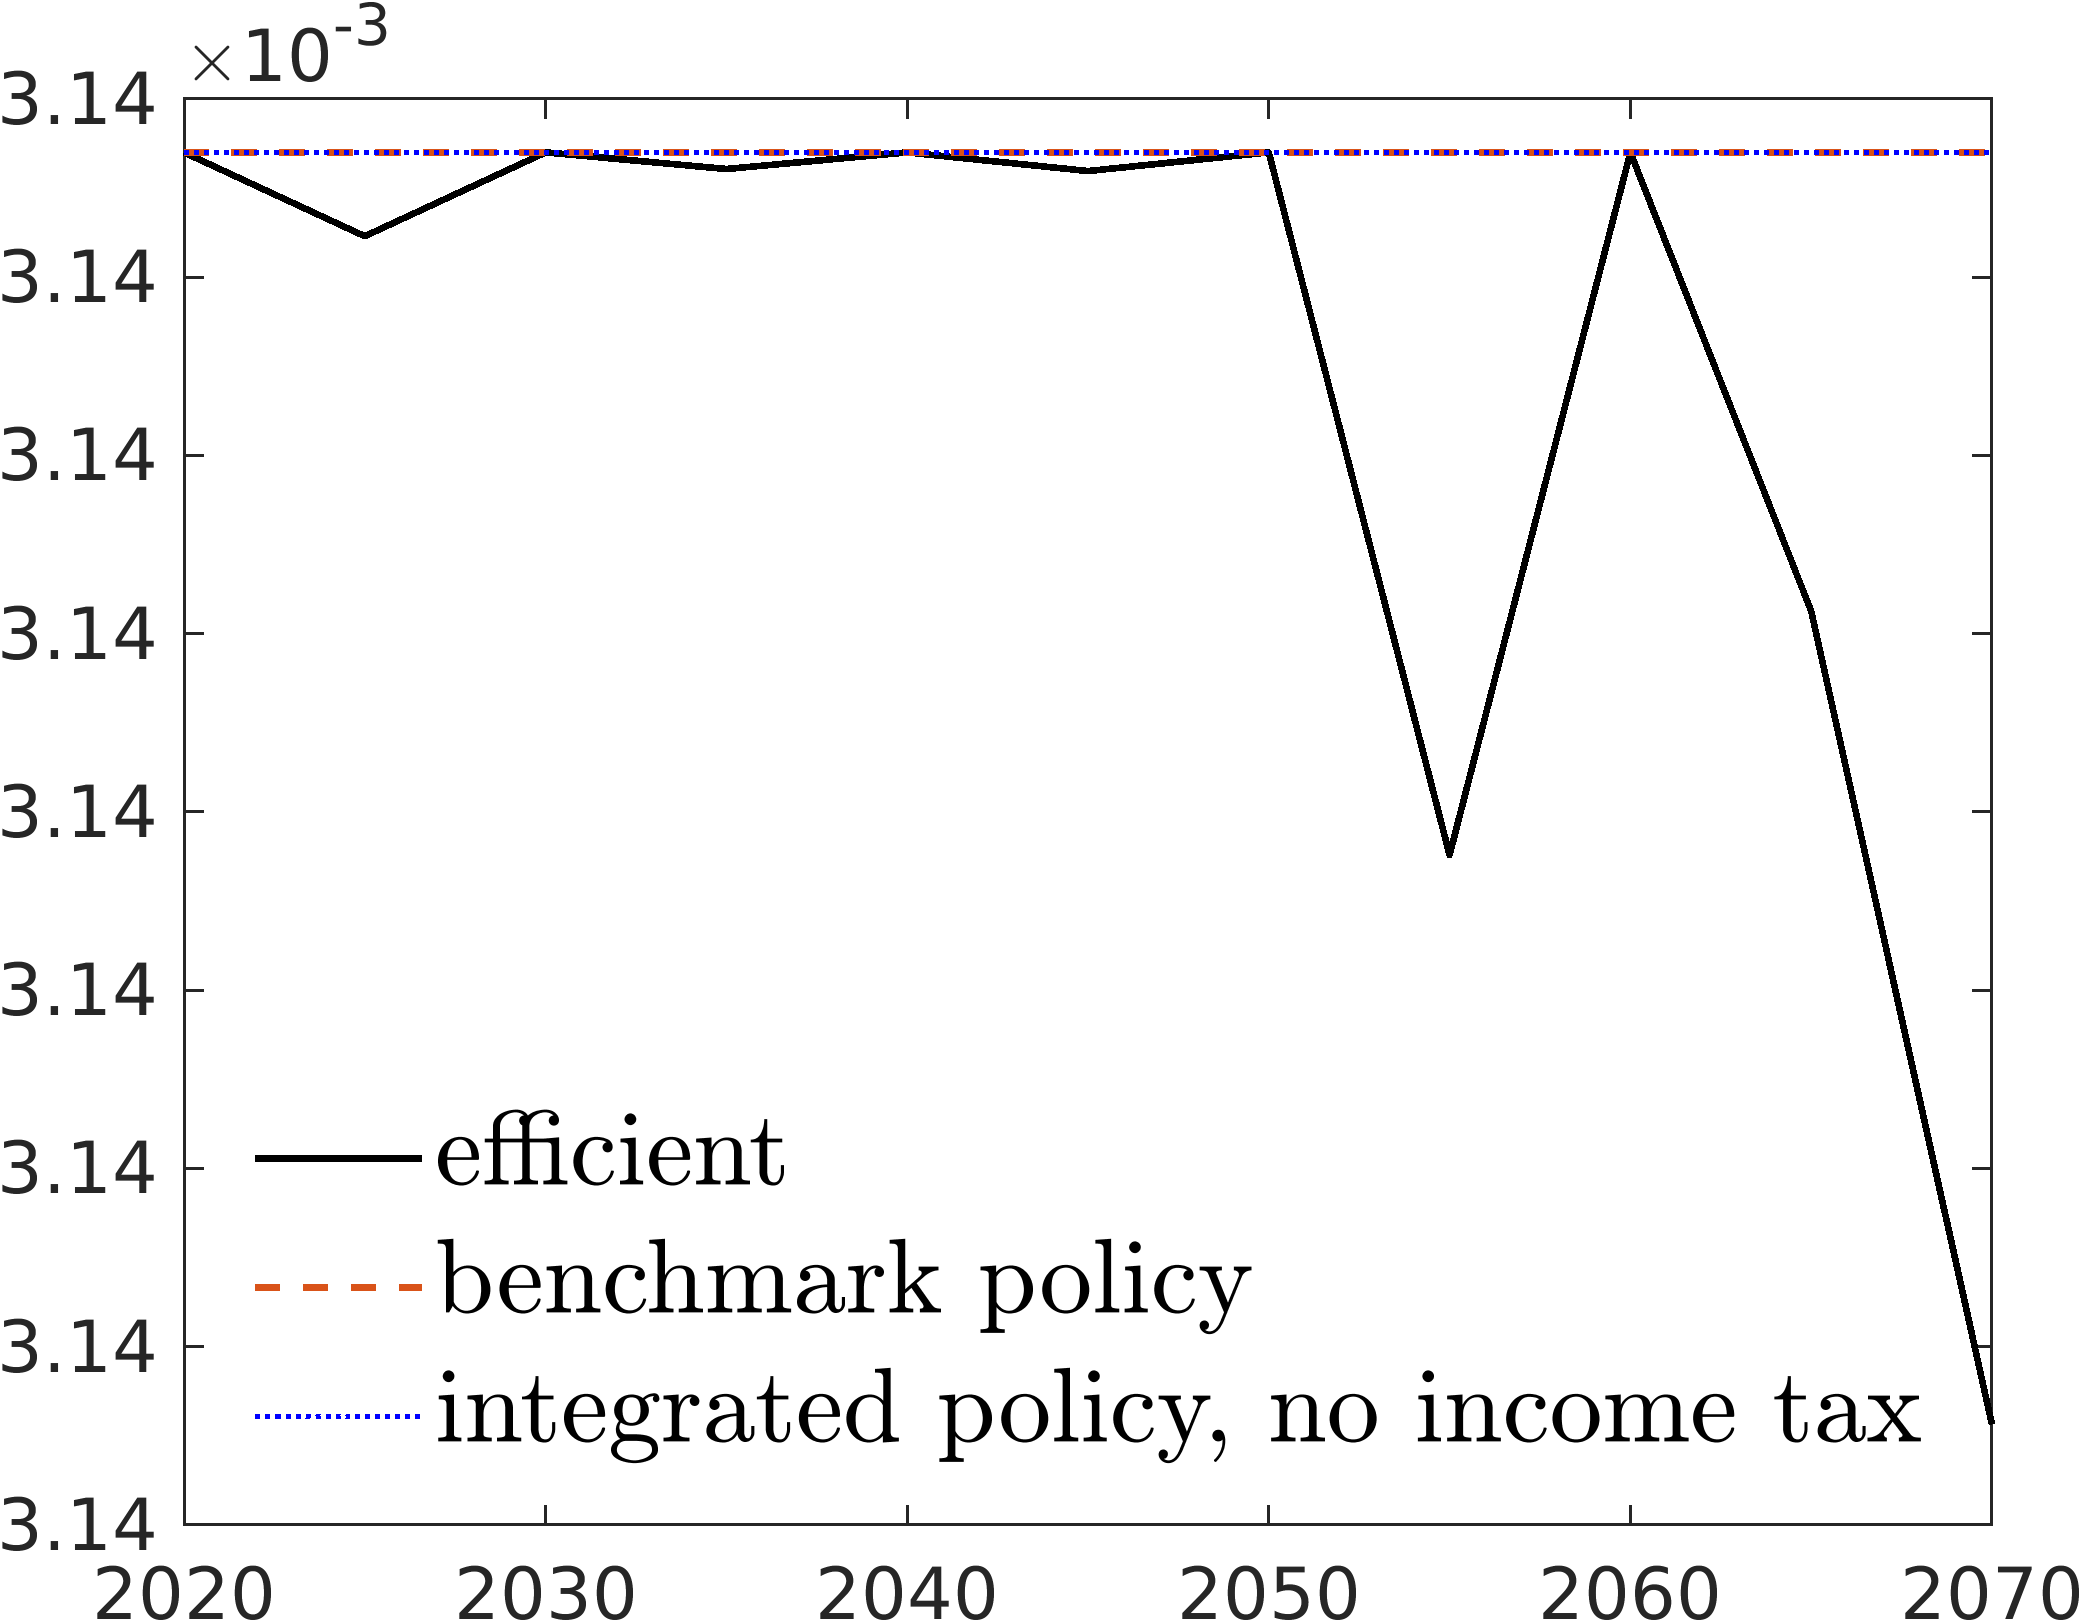 ×10-3
3.14
3.14
3.14
3.14
3.14
3.14
3.14
3.14
3.14
efficient
benchmark policy
integrated policy, no income tax
2020 2030 2040 2050 2060 2070